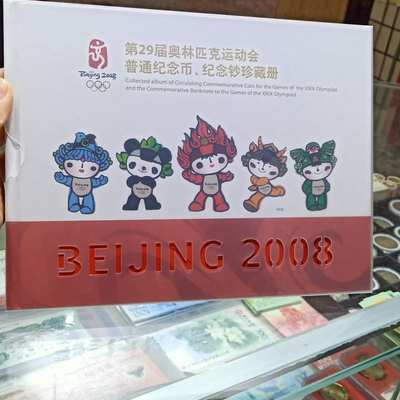 第29届奥林匹克运动会
普通纪念币、纪念钞珍藏册
Collected album of Circulating Commemorative Coin for the Games of the XXIX Olympiad
and the Commemorative Banknote to the Games of the XXIX Olympiad
Beijing 2008
BEIJING 2008